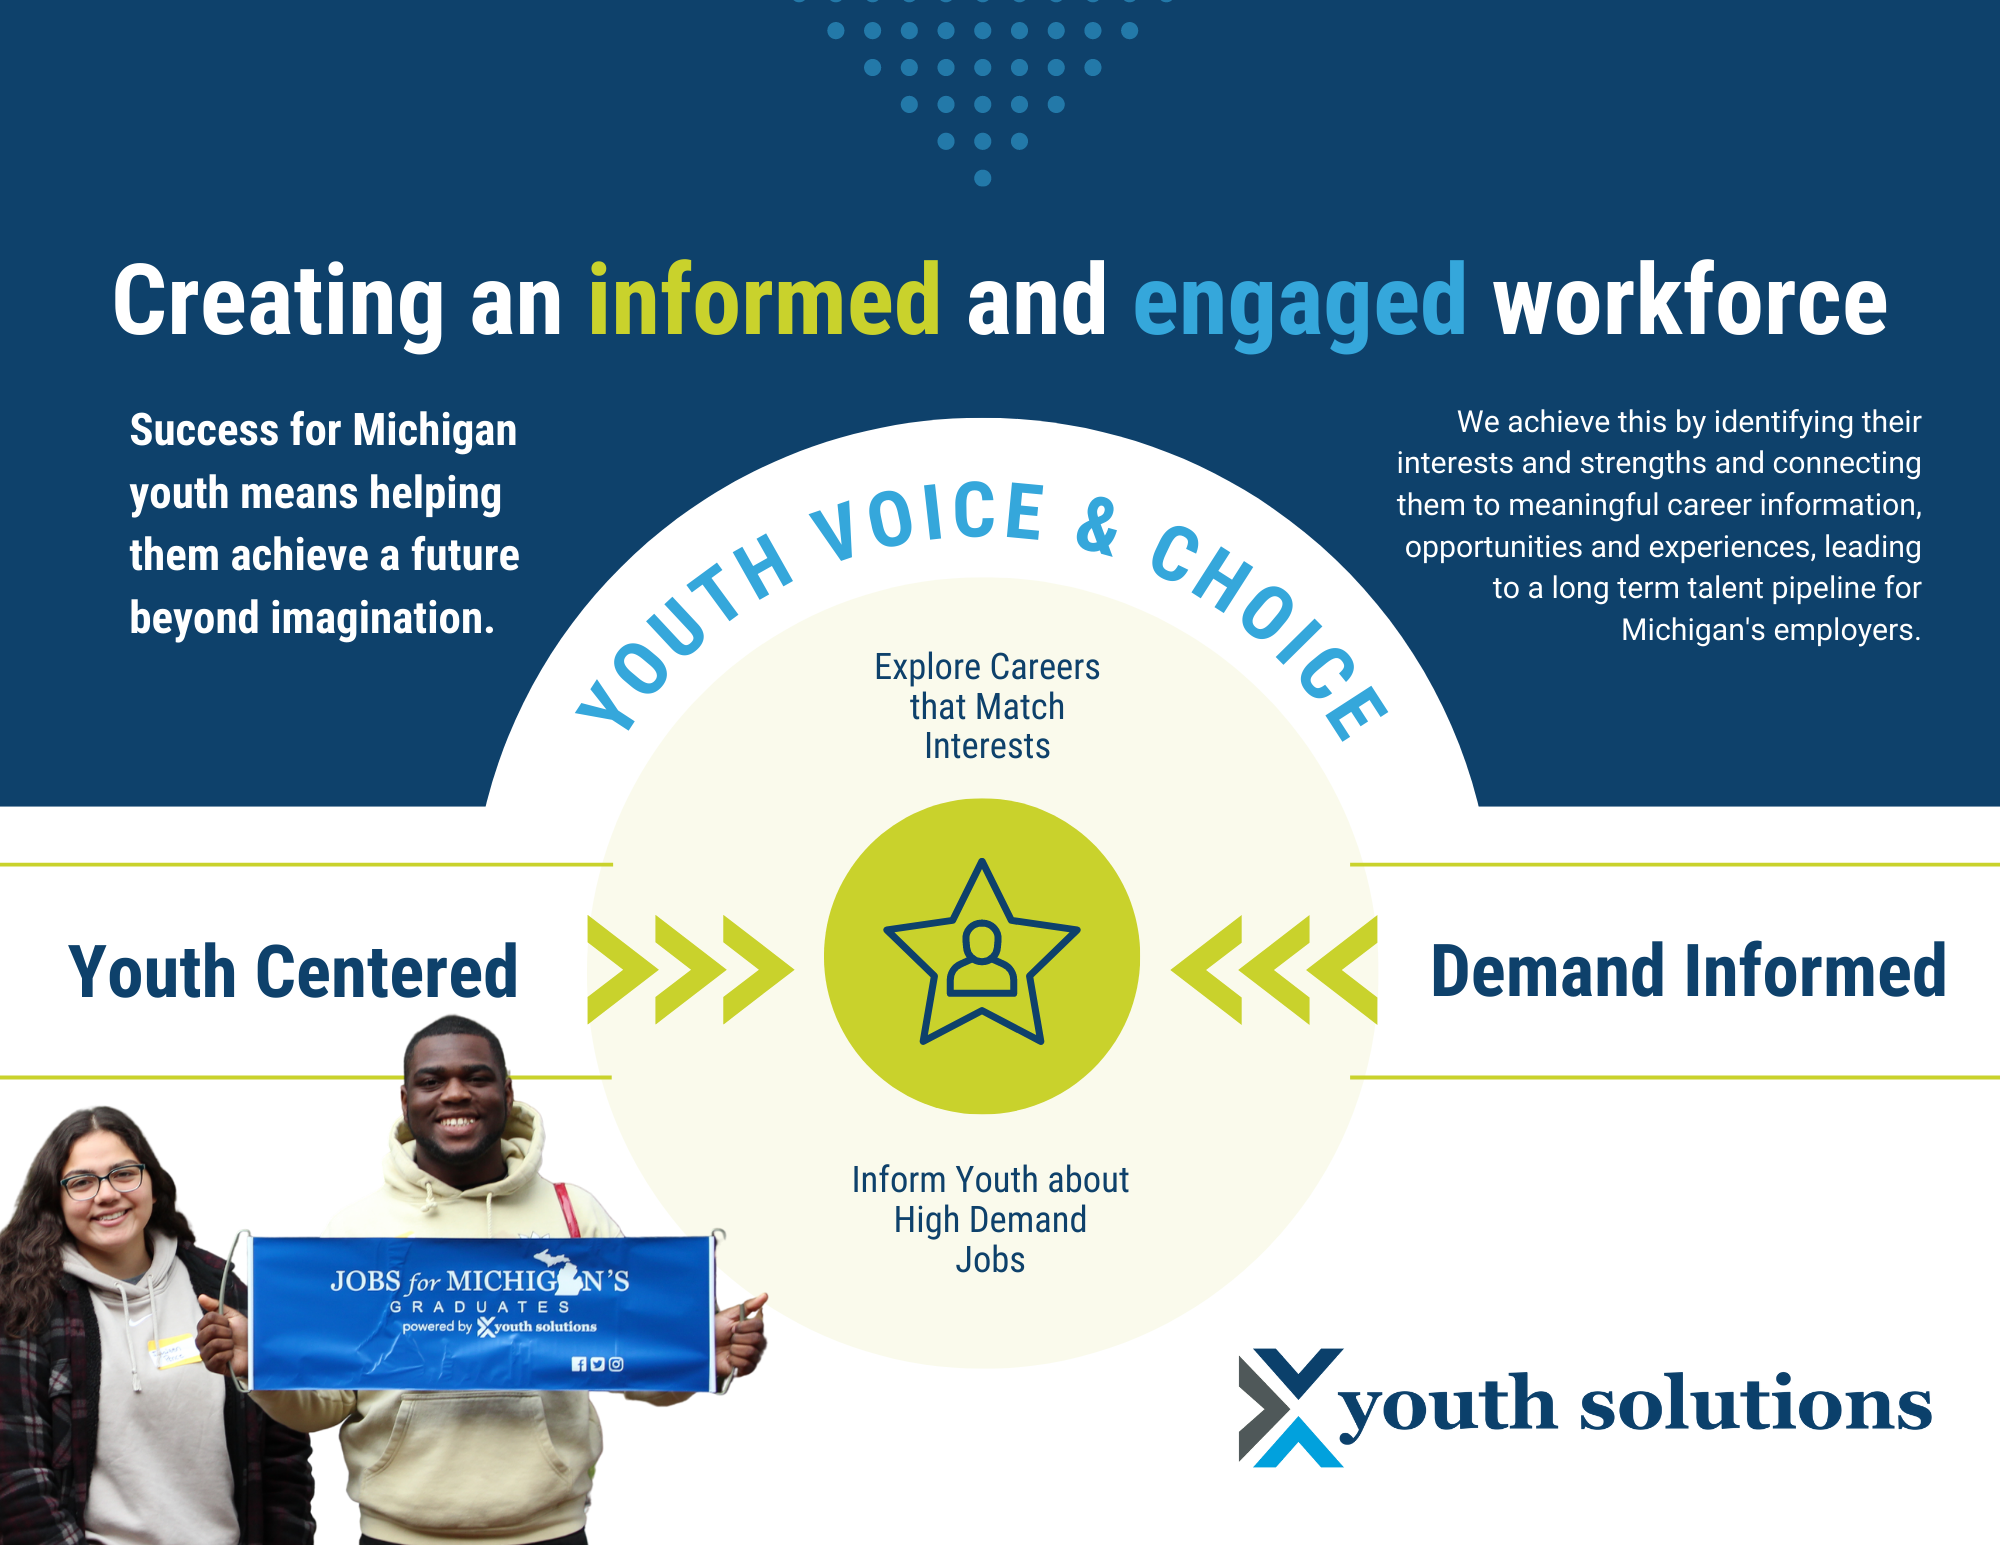 Creating an informed and engaged workforce
Success for Michigan
youth means helping
them achieve a future
beyond imagination.
We achieve this by identifying their
interests and strengths and connecting
them to meaningful career information,
opportunities and experiences, leading
to a long term talent pipeline for
Michigan's employers.
YOUTH VOICE & CHOICE
Explore Careers
that Match
Interests
Youth Centered
Demand Informed
Inform Youth about
High Demand
Jobs
JOBS for MICHIGAN'S
GRADUATES
powered by youth solutions
youth solutions